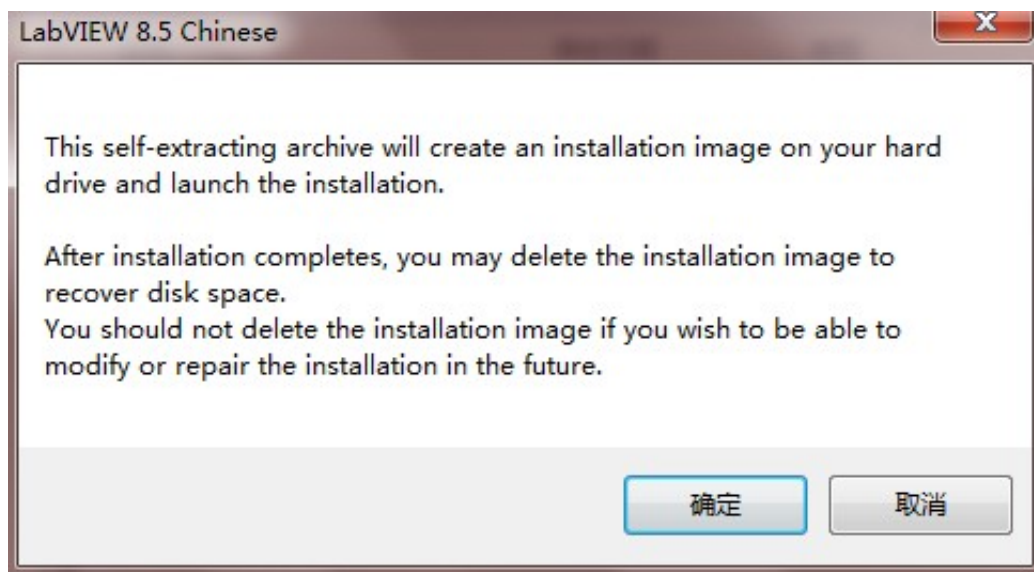 LabVIEW 8.5 Chinese
This self-extracting archive will create an installation image on your hard
drive and launch the installation.
After installation completes, you may delete the installation image to
recover disk space.
You should not delete the installation image if you wish to be able to
modify or repair the installation in the future.
确定
取消